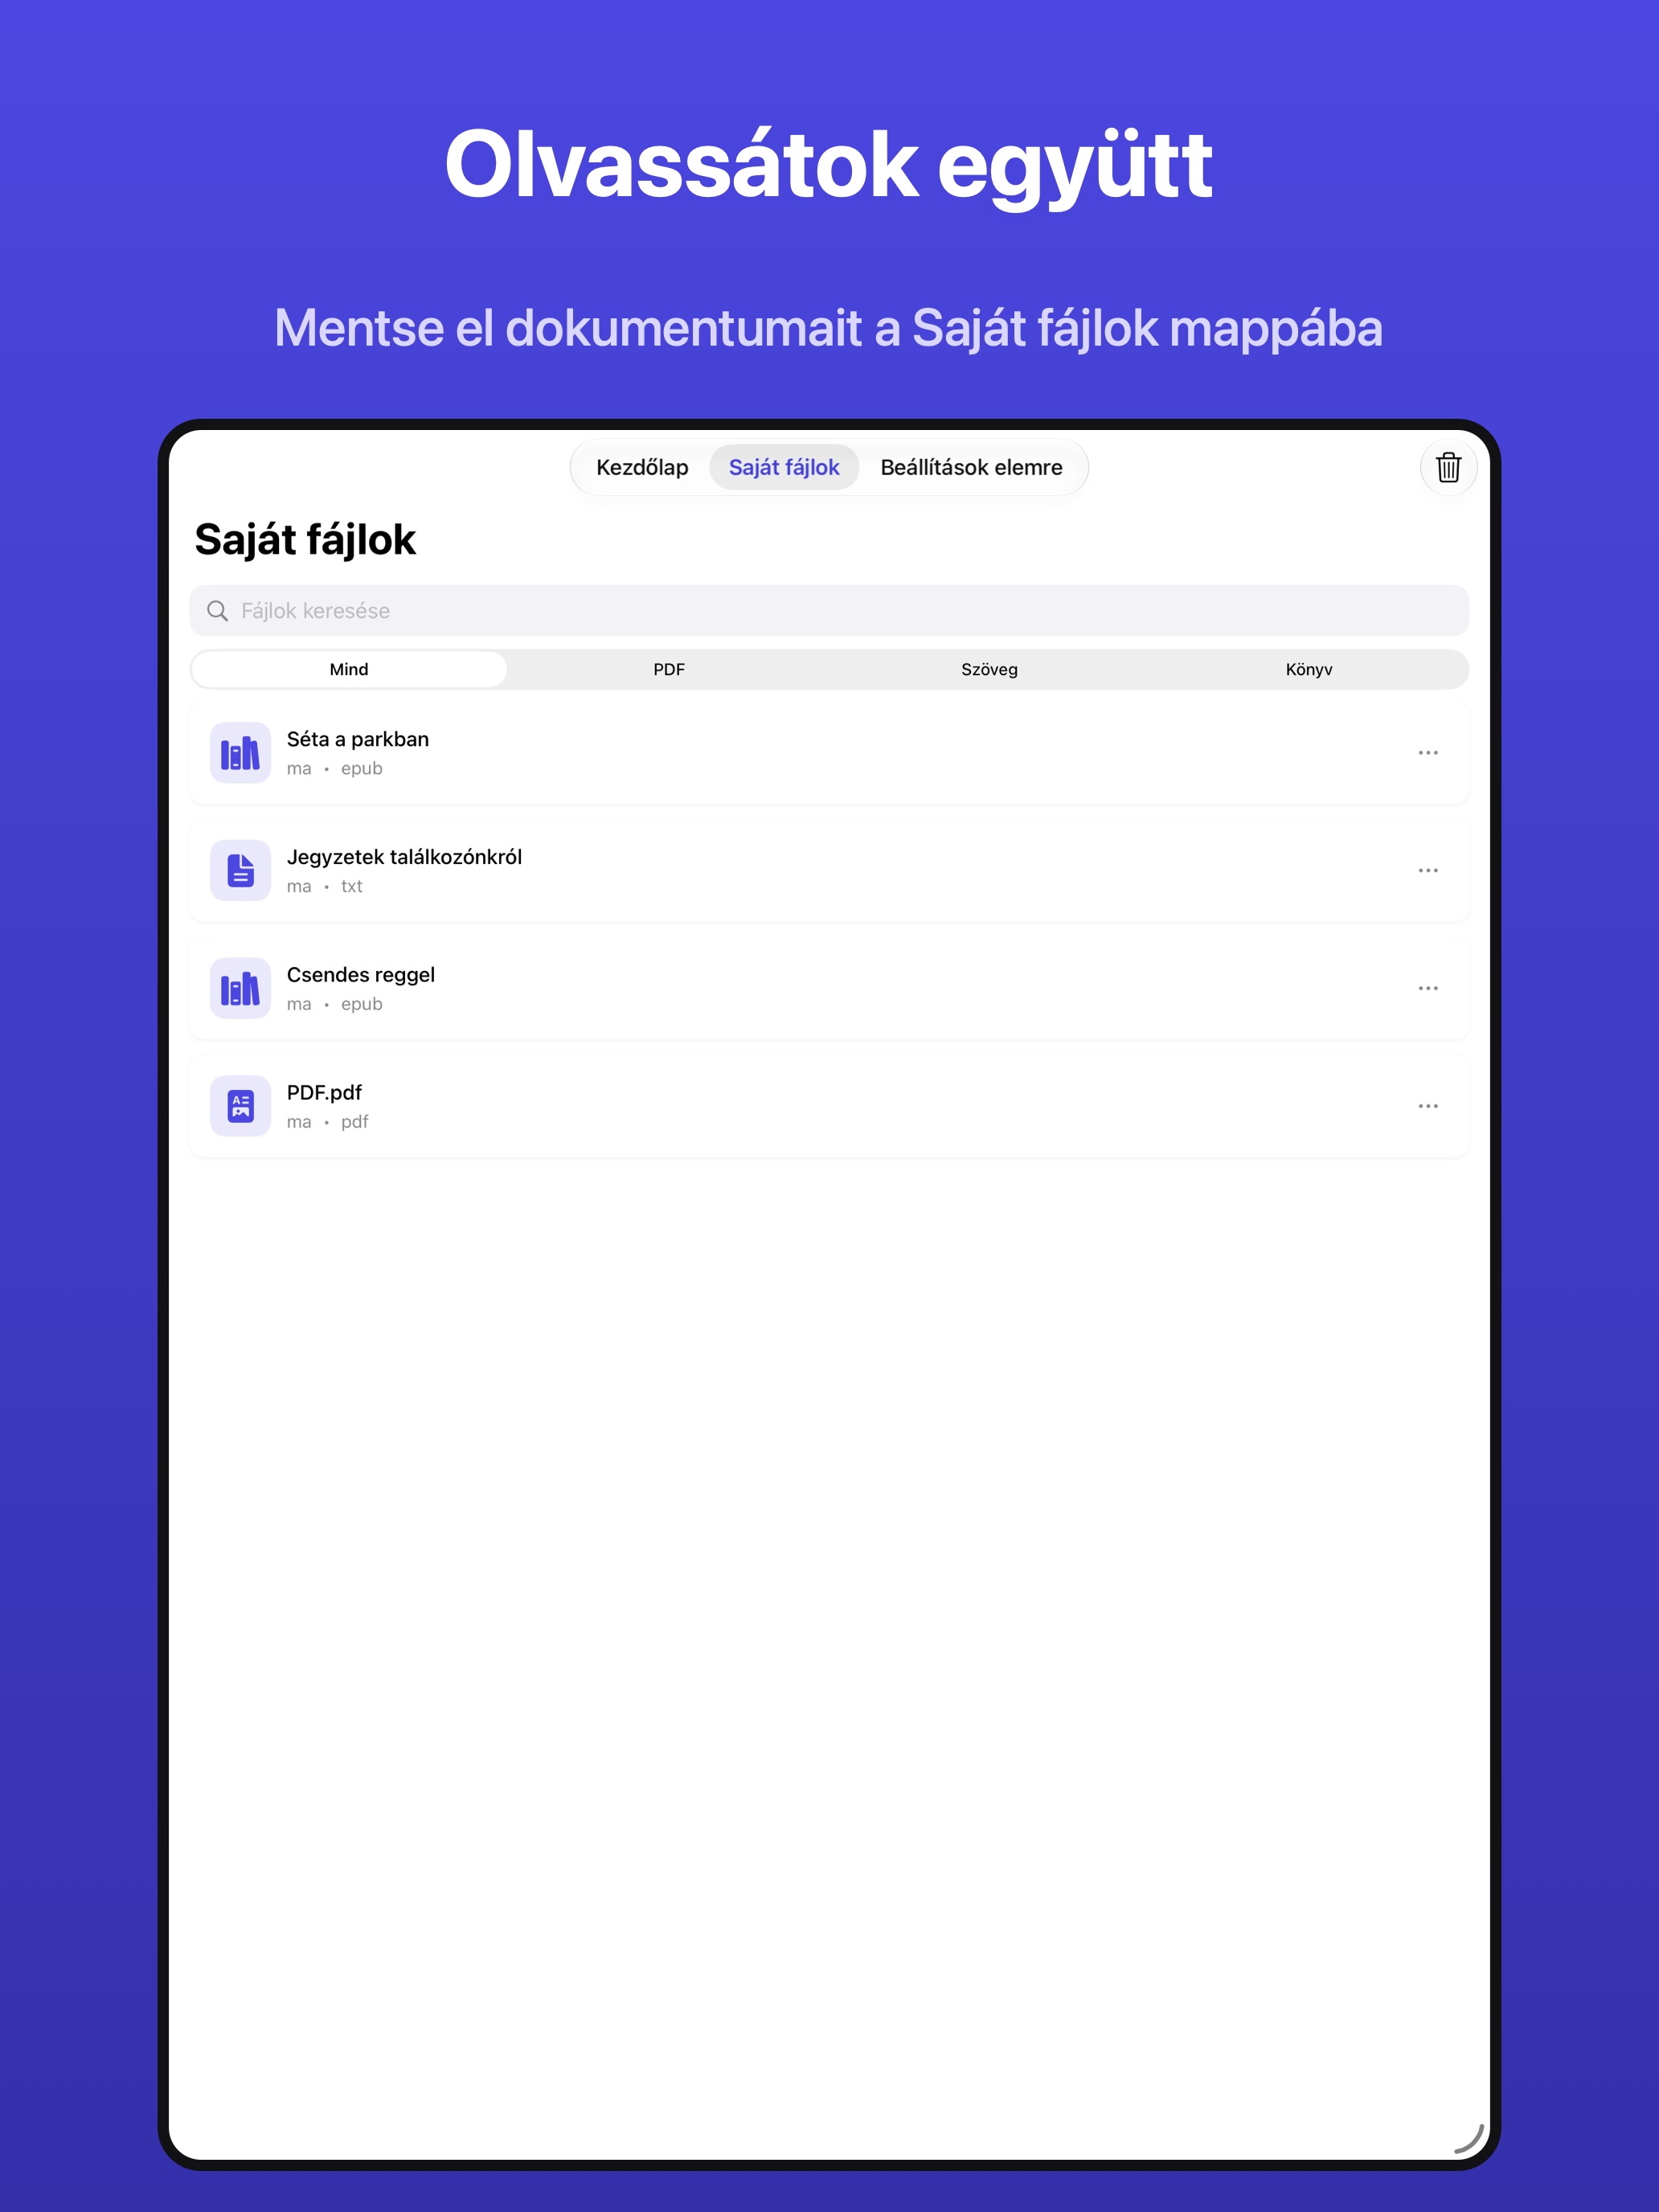 Olvassátok együtt
Mentse el dokumentumait a Saját fájlok mappába
Kezdőlap
Saját fájlok
Beállítások elemre
Saját fájlok
Fájlok keresése
Mind
PDF
Szöveg
Könyv
Séta a parkban
ma • epub
Jegyzetek találkozónkról
ma • txt
Csendes reggel
ma • epub
PDF.pdf
ma • pdf